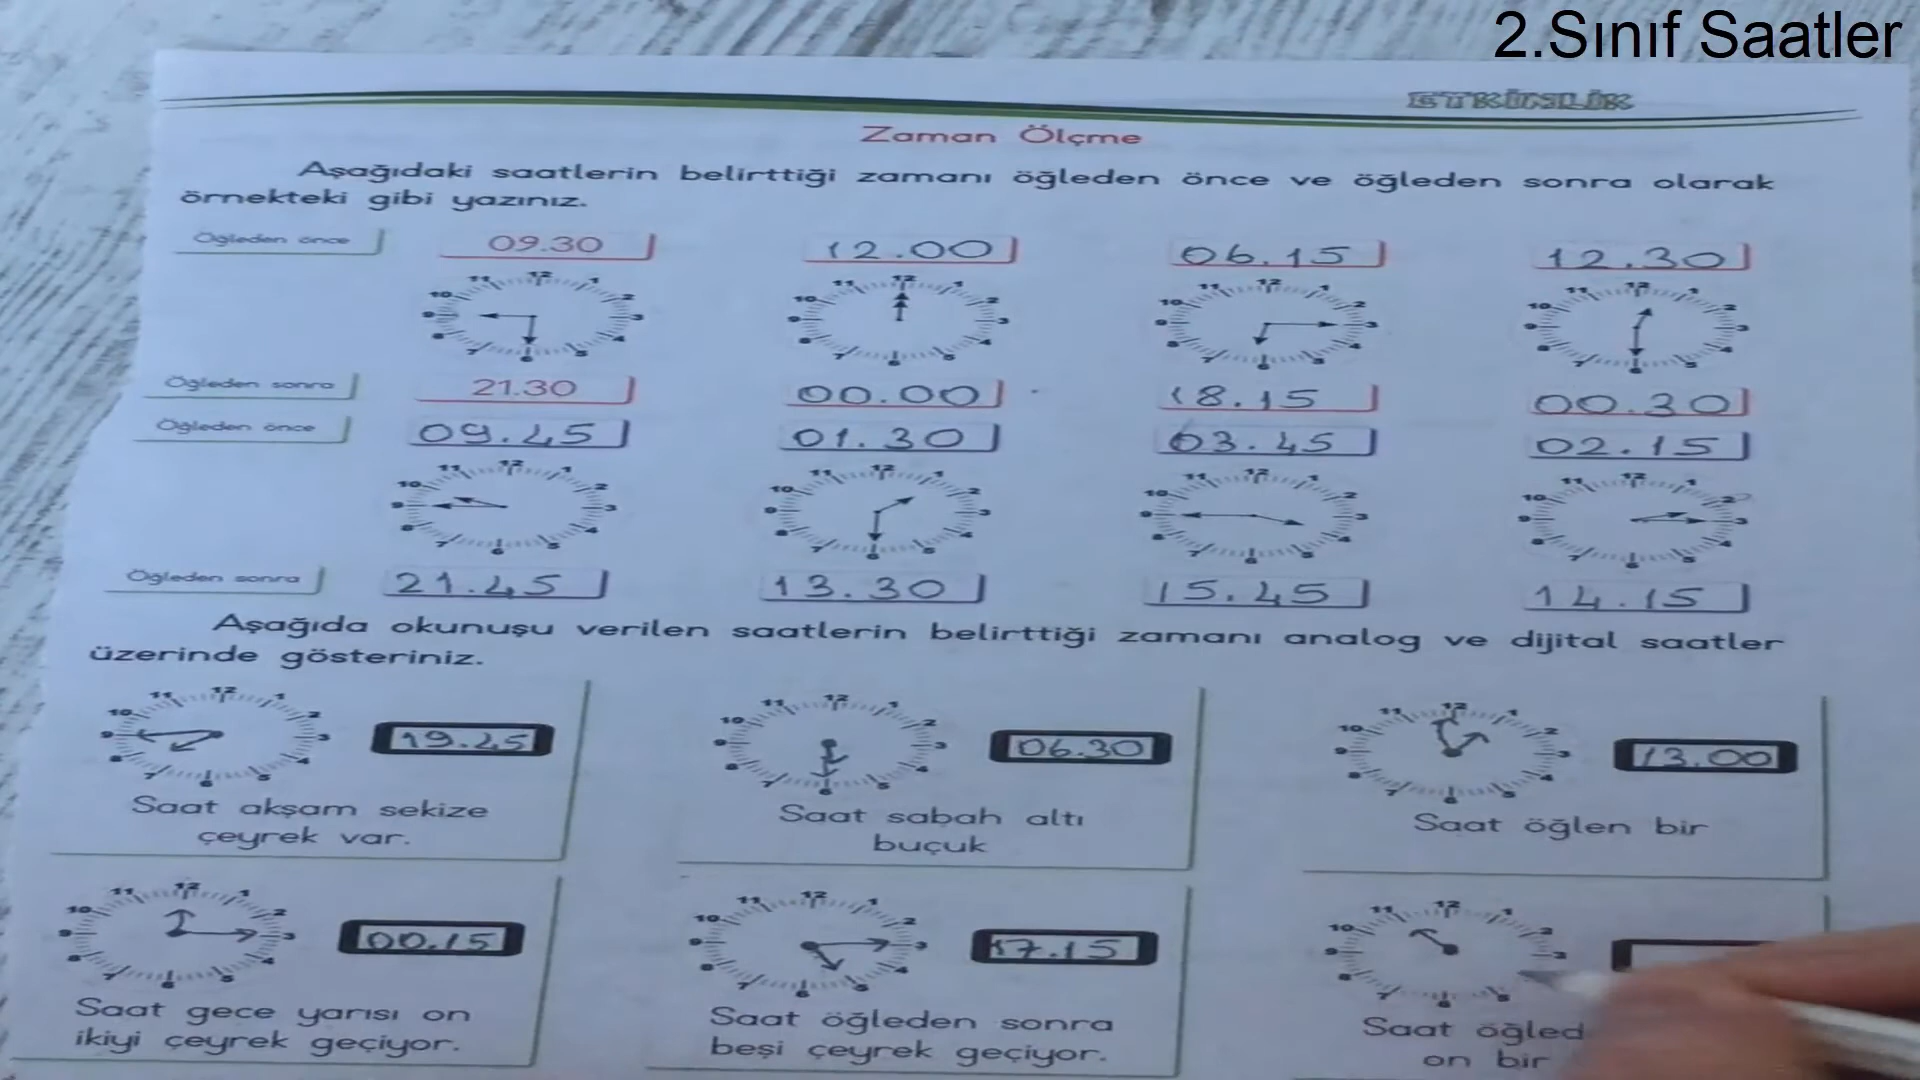 2.Sınıf Saatler
ETKİNLİK
Zaman Ölçme
Aşağıdaki saatlerin belirttiği zamanı öğleden önce ve öğleden sonra olarak
örnekteki gibi yazınız.
Öğleden önce 09.30 12.00 06.15 12.30
Öğleden sonra 21.30 00.00 18.15 00.30
Öğleden önce 09.45 01.30 03.45 02.15
Öğleden sonra 21.45 13.30 15.45 14.15
Aşağıda okunuşu verilen saatlerin belirttiği zamanı analog ve dijital saatler
üzerinde gösteriniz.
19.45 06.30 13.00
Saat akşam sekize
çeyrek var.
Saat sabah altı
buçuk
Saat öğlen bir
00.15 17.15
Saat gece yarısı on
ikiyi çeyrek geçiyor.
Saat öğleden sonra
beşi çeyrek geçiyor.
Saat öğled
on bir